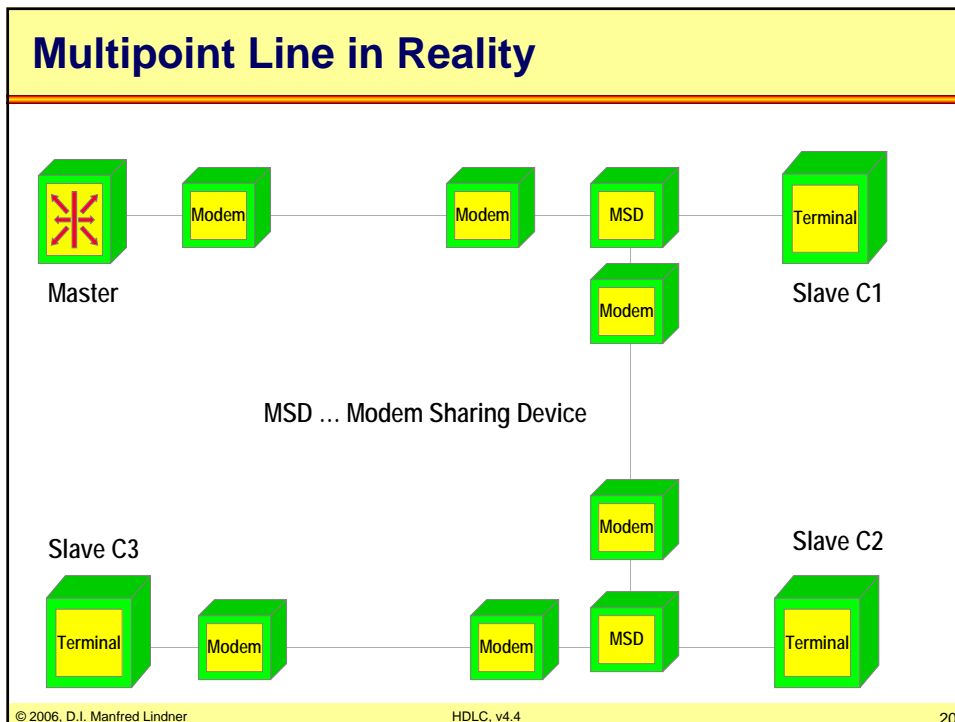 Multipoint Line in Reality
Modem
Modem
MSD
Terminal
Master
Slave C1
Modem
MSD ... Modem Sharing Device
Modem
Slave C3
Slave C2
Terminal
Modem
Modem
MSD
Terminal
© 2006, D.I. Manfred Lindner
HDLC, v4.4
20